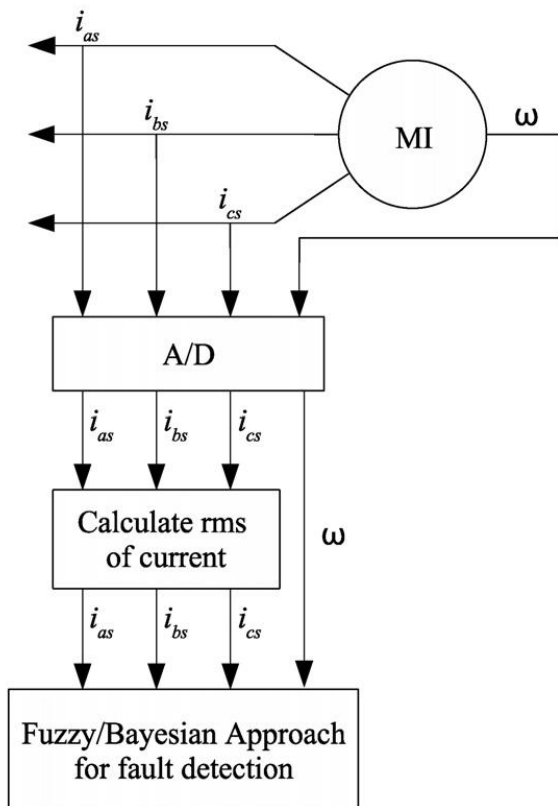 i_as
i_bs
MI
ω
i_cs
A/D
i_as i_bs i_cs
Calculate rms
of current
ω
i_as i_bs i_cs
Fuzzy/Bayesian Approach
for fault detection